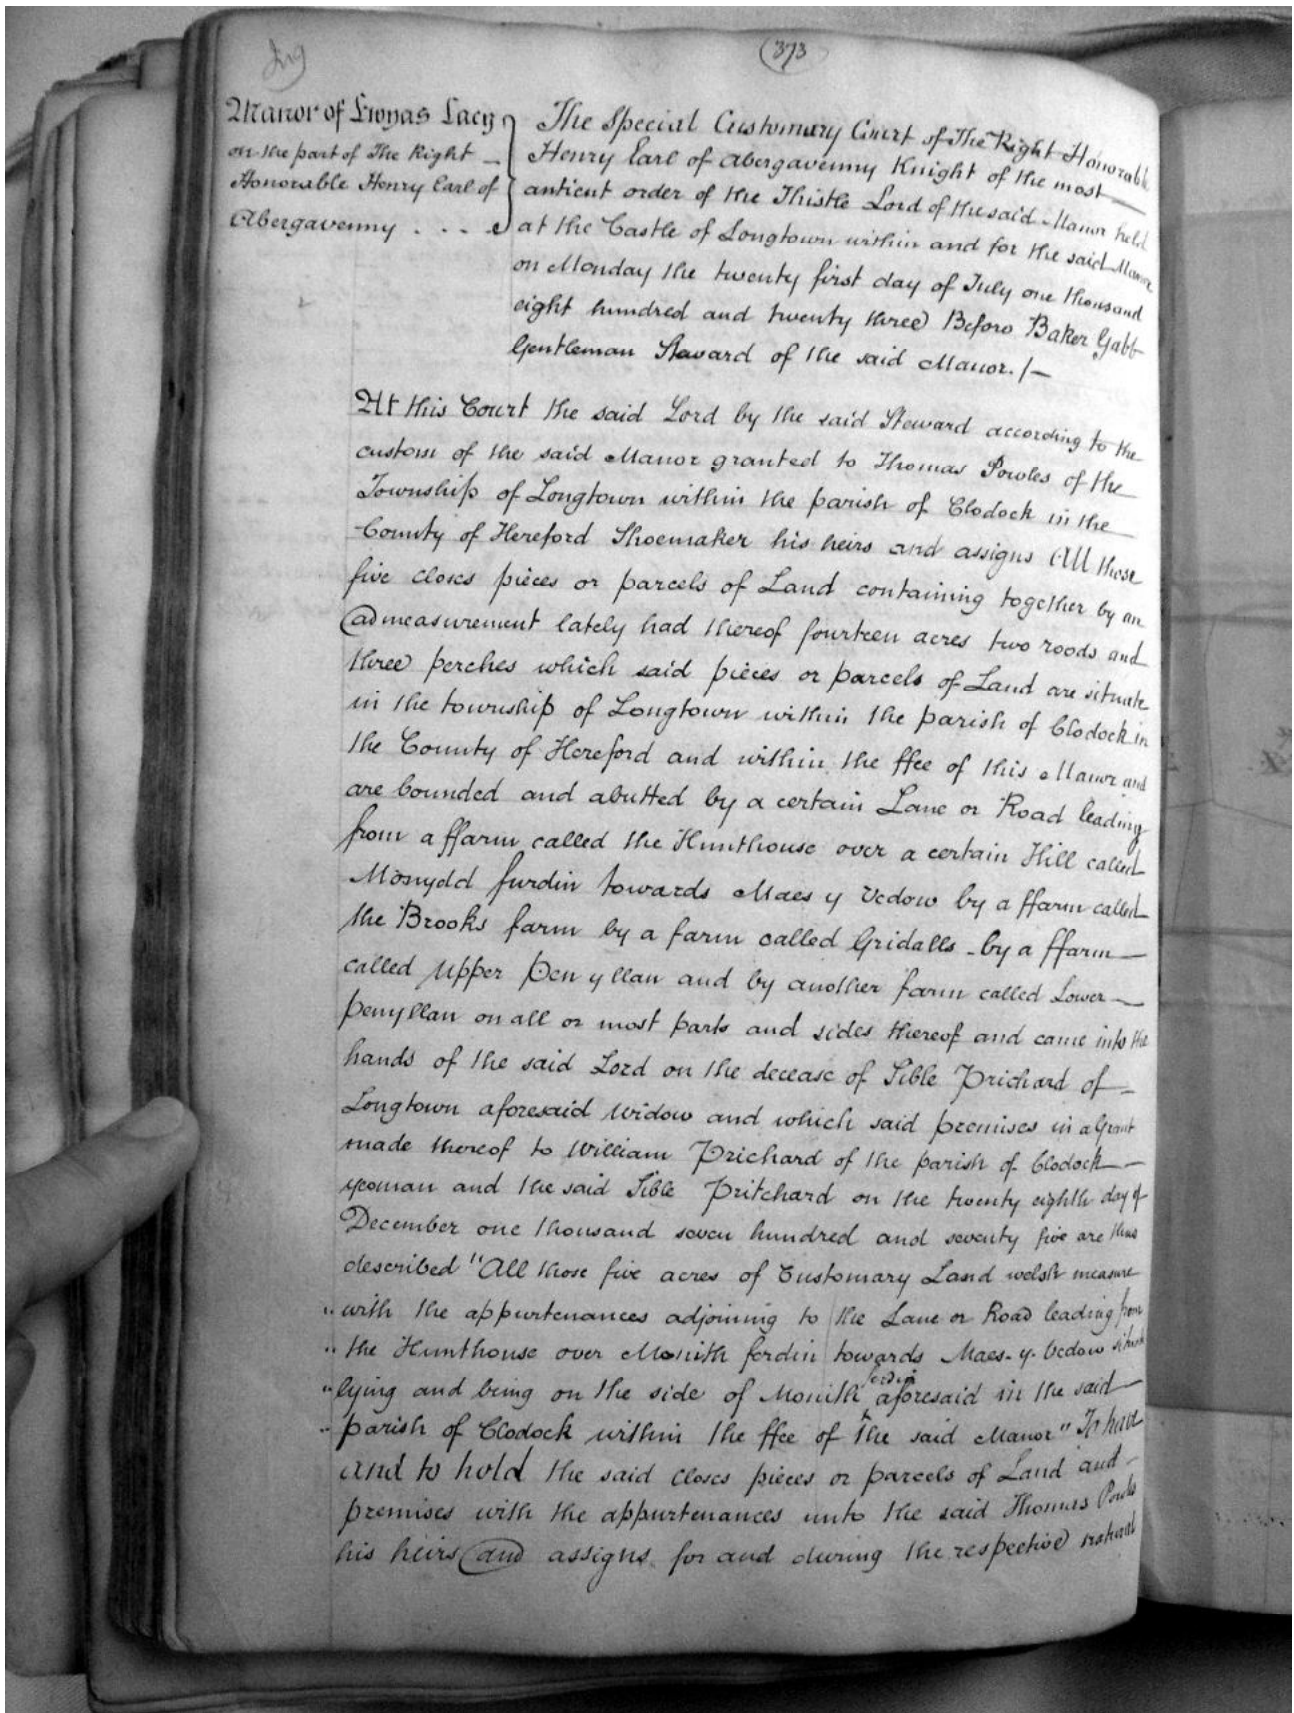 (373)
Manor of Ewyas Lacy
on the part of The Right
Honorable Henry Earl of
Abergavenny . . .
The Special Customary Court of The Right Honorable
Henry Earl of Abergavenny Knight of the most
antient order of the Thistle Lord of the said Manor held
at the Castle of Longtown within and for the said Manor
on Monday the twenty first day of July one thousand
eight hundred and twenty three Before Baker Gabb
Gentleman Steward of the said Manor. /-
At this Court the said Lord by the said Steward according to the
custom of the said Manor granted to Thomas Powles of the
Township of Longtown within the parish of Clodock in the
County of Hereford Shoemaker his heirs and assigns All those
five closes pieces or parcels of Land containing together by an
admeasurement lately had thereof fourteen acres two roods and
three perches which said pieces or parcels of Land are situate
in the township of Longtown within the parish of Clodock in
the County of Hereford and within the ffee of this Manor and
are bounded and abutted by a certain Lane or Road leading
from a ffarm called the Hunthouse over a certain Hill called
Monydd furdin towards Maes y Vedow by a ffarm called
the Brooks farm by a farm called Gridalls - by a ffarm
called Upper Pen y llan and by another farm called Lower
penyllan on all or most parts and sides thereof and came into the
hands of the said Lord on the decease of Sible Prichard of
Longtown aforesaid Widow and which said premises in a Grant
made thereof to William Prichard of the parish of Clodock
yeoman and the said Sible Pritchard on the twenty eighth day of
December one thousand seven hundred and seventy five are thus
described "All those five acres of Customary Land welsh measure
" with the appurtenances adjoining to the Lane or Road leading from
" the Hunthouse over Monith ferdin towards Maes-y-bedow situate
" lying and being on the side of Monith ferdin aforesaid in the said
" parish of Clodock within the ffee of the said Manor" To have
and to hold the said closes pieces or parcels of Land and
premises with the appurtenances unto the said Thomas Powles
his heirs and assigns for and during the respective natural